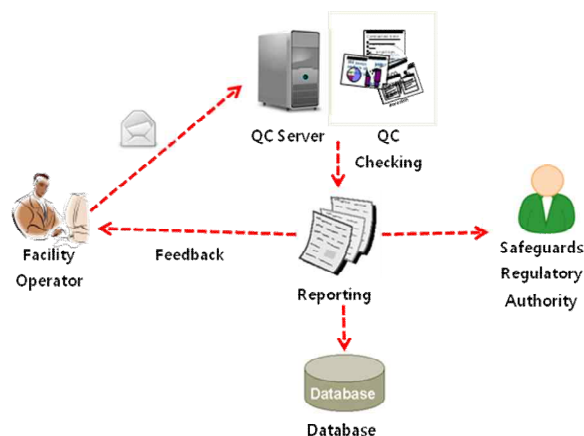 QC Server
QC
Checking
Facility
Operator
Feedback
Reporting
Safeguards
Regulatory
Authority
Database
Database